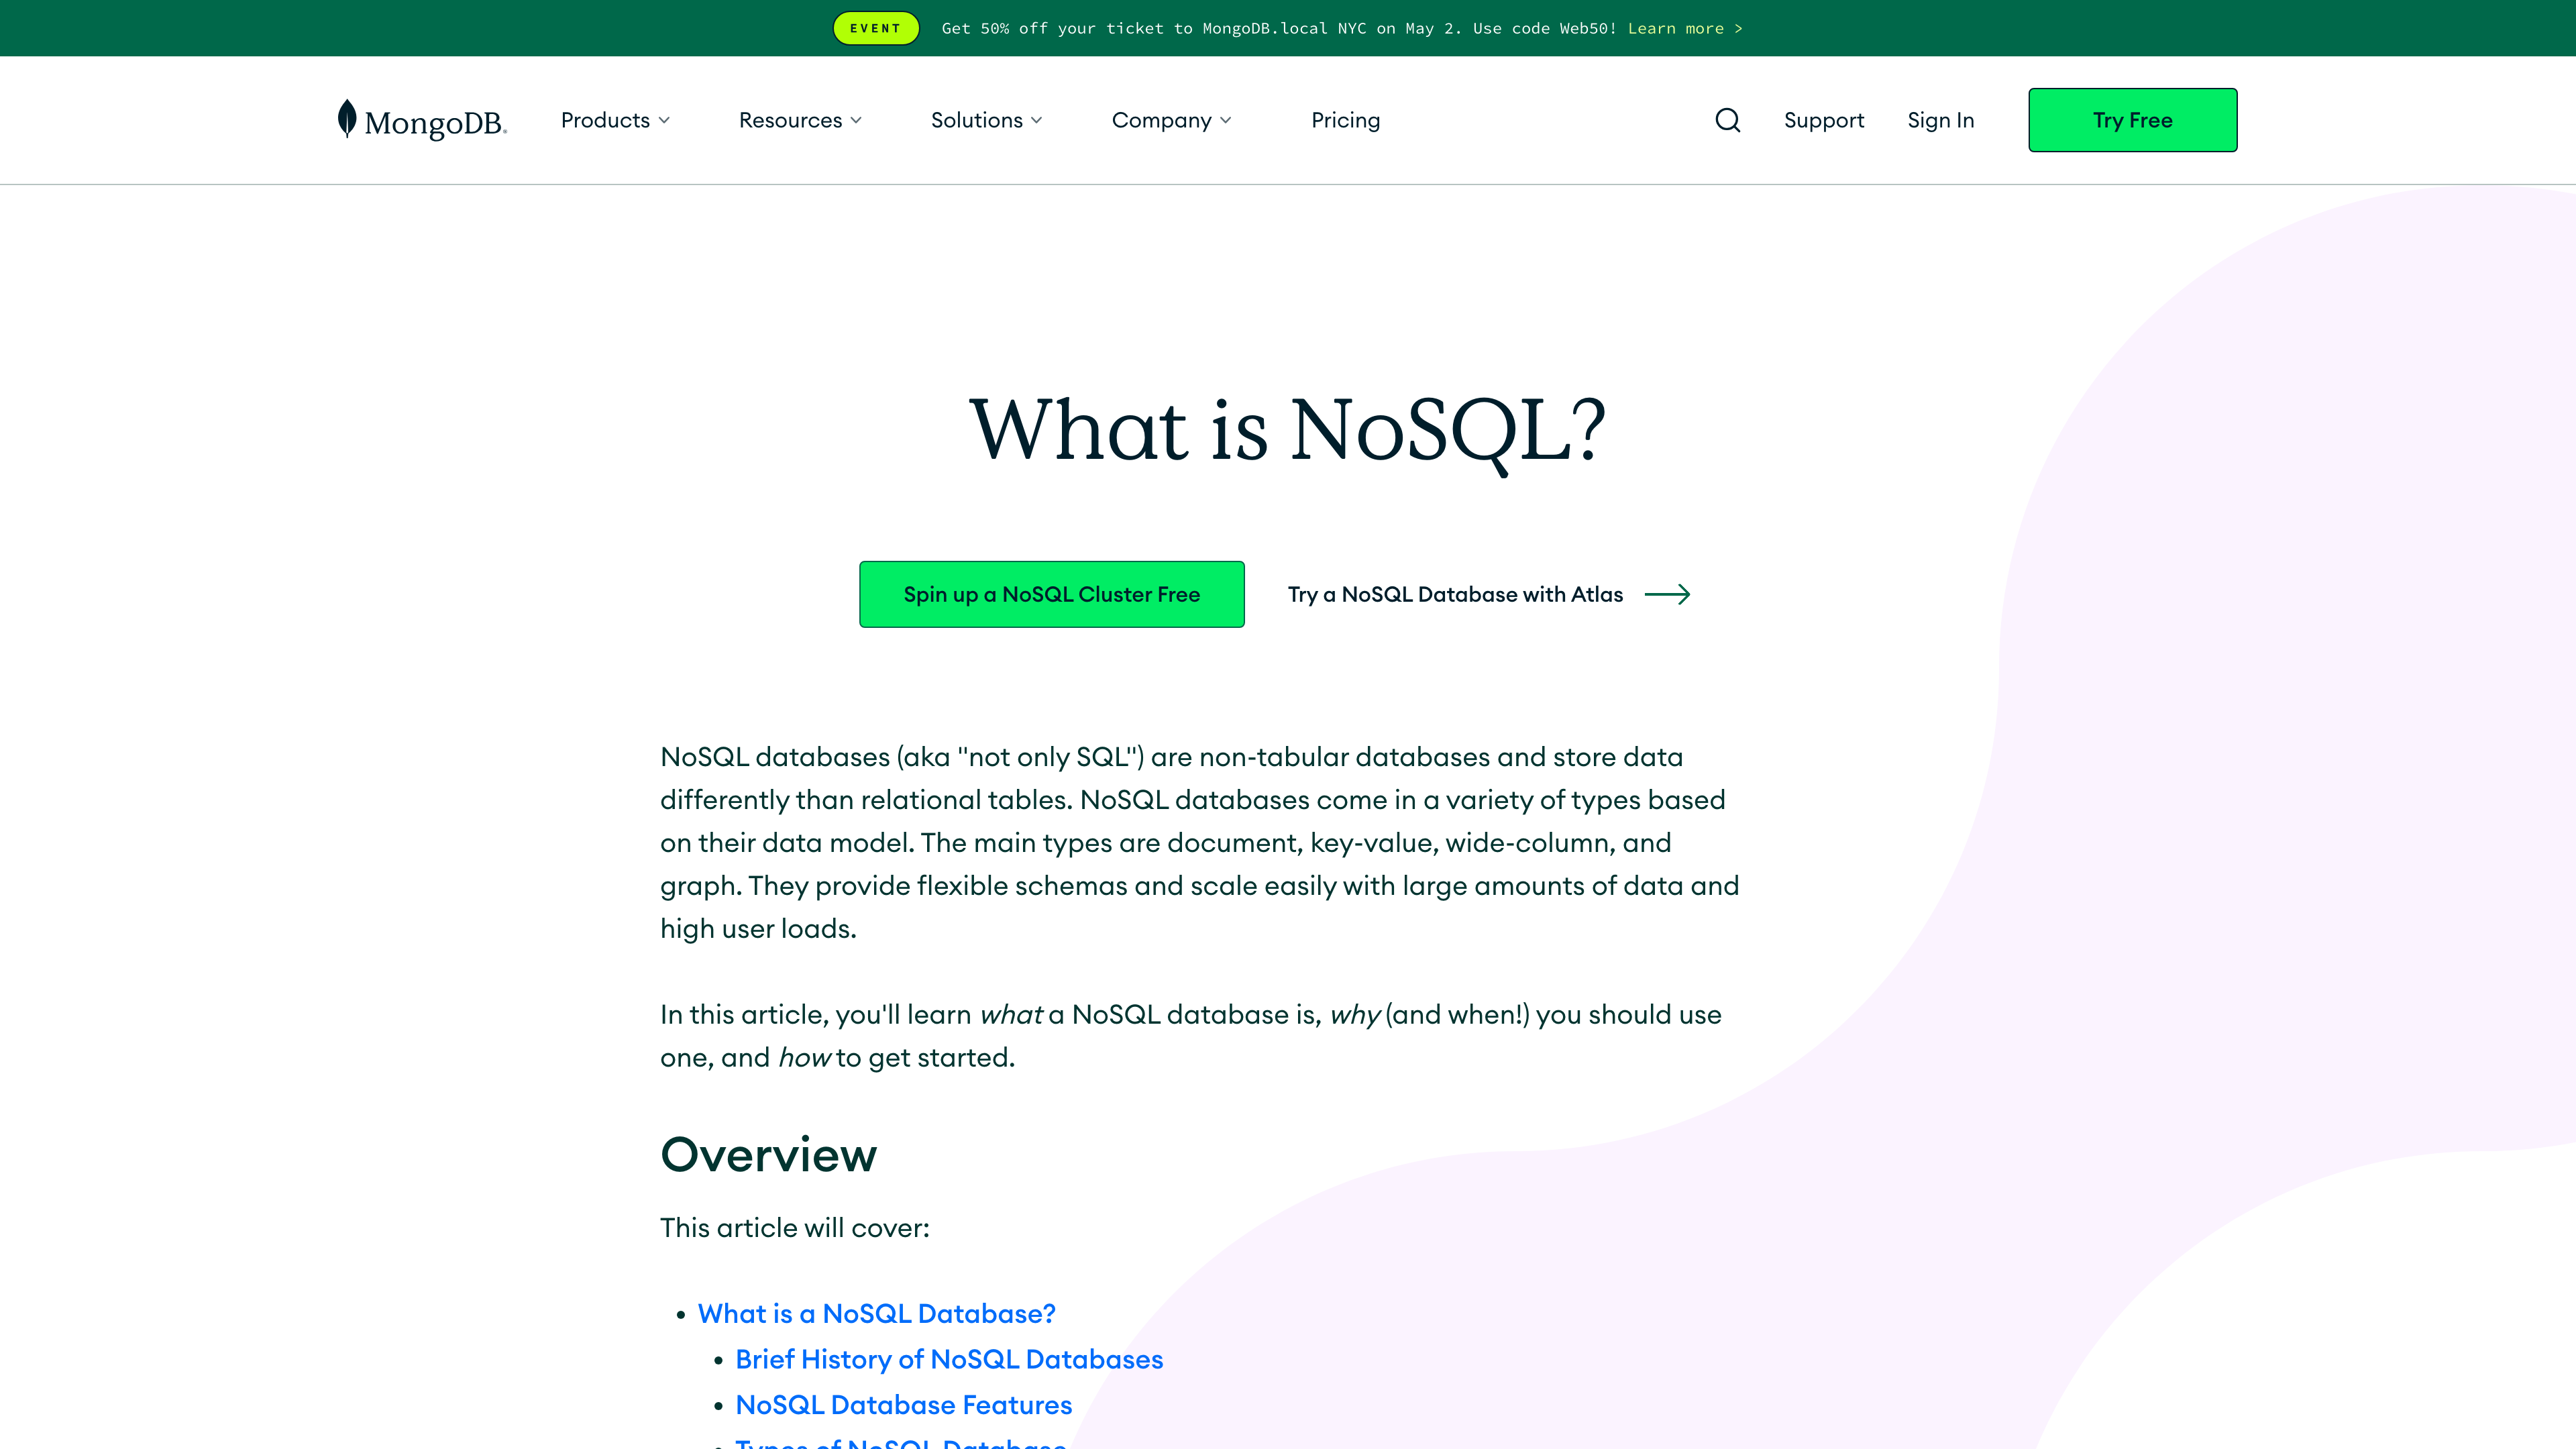 EVENT Get 50% off your ticket to MongoDB.local NYC on May 2. Use code Web50! Learn more >
MongoDB. Products Resources Solutions Company Pricing Support Sign In Try Free
What is NoSQL?
Spin up a NoSQL Cluster Free Try a NoSQL Database with Atlas
NoSQL databases (aka "not only SQL") are non-tabular databases and store data
differently than relational tables. NoSQL databases come in a variety of types based
on their data model. The main types are document, key-value, wide-column, and
graph. They provide flexible schemas and scale easily with large amounts of data and
high user loads.
In this article, you'll learn what a NoSQL database is, why (and when!) you should use
one, and how to get started.
Overview
This article will cover:
• What is a NoSQL Database?
• Brief History of NoSQL Databases
• NoSQL Database Features
• Types of NoSQL Database